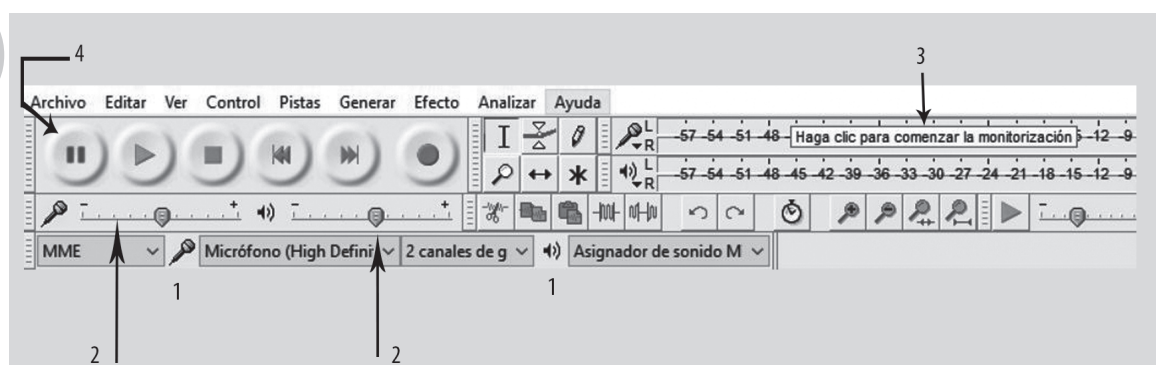 4
3
Archivo Editar Ver Control Pistas Generar Efecto Analizar Ayuda
L
R
-57 -54 -51 -48 -
Haga clic para comenzar la monitorización
-12 -9
L
R
-57 -54 -51 -48 -45 -42 -39 -36 -33 -30 -27 -24 -21 -18 -15 -12 -9
- + - +
MME Micrófono (High Defini 2 canales de g Asignador de sonido M
1 1
2 2